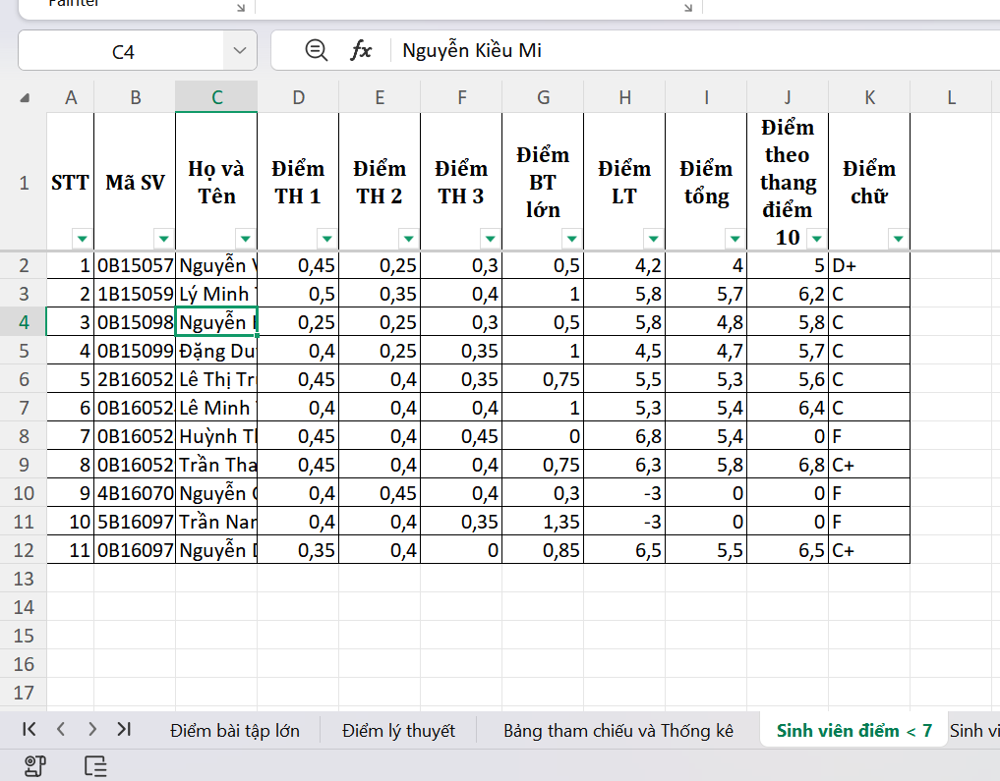 Painter
C4
fx
Nguyễn Kiều Mi
A B C D E F G H I J K L
1 STT Mã SV Họ và Tên Điểm TH 1 Điểm TH 2 Điểm TH 3 Điểm BT lớn Điểm LT Điểm tổng Điểm theo thang điểm 10 Điểm chữ
2 1 0B15057 Nguyễn 0,45 0,25 0,3 0,5 4,2 4 5 D+
3 2 1B15059 Lý Minh 0,5 0,35 0,4 1 5,8 5,7 6,2 C
4 3 0B15098 Nguyễn 0,25 0,25 0,3 0,5 5,8 4,8 5,8 C
5 4 0B15099 Đặng 0,4 0,25 0,35 1 4,5 4,7 5,7 C
6 5 2B16052 Lê Thị 0,45 0,4 0,35 0,75 5,5 5,3 5,6 C
7 6 0B16052 Lê Minh 0,4 0,4 0,4 1 5,3 5,4 6,4 C
8 7 0B16052 Huỳnh 0,45 0,4 0,45 0 6,8 5,4 0 F
9 8 0B16052 Trần Tha 0,45 0,4 0,4 0,75 6,3 5,8 6,8 C+
10 9 4B16070 Nguyễn 0,4 0,45 0,4 0,3 -3 0 0 F
11 10 5B16097 Trần 0,4 0,4 0,35 1,35 -3 0 0 F
12 11 0B16097 Nguyễn 0,35 0,4 0 0,85 6,5 5,5 6,5 C+
13
14
15
16
17
Điểm bài tập lớn Điểm lý thuyết Bảng tham chiếu và Thống kê Sinh viên điểm < 7 Sinh vi